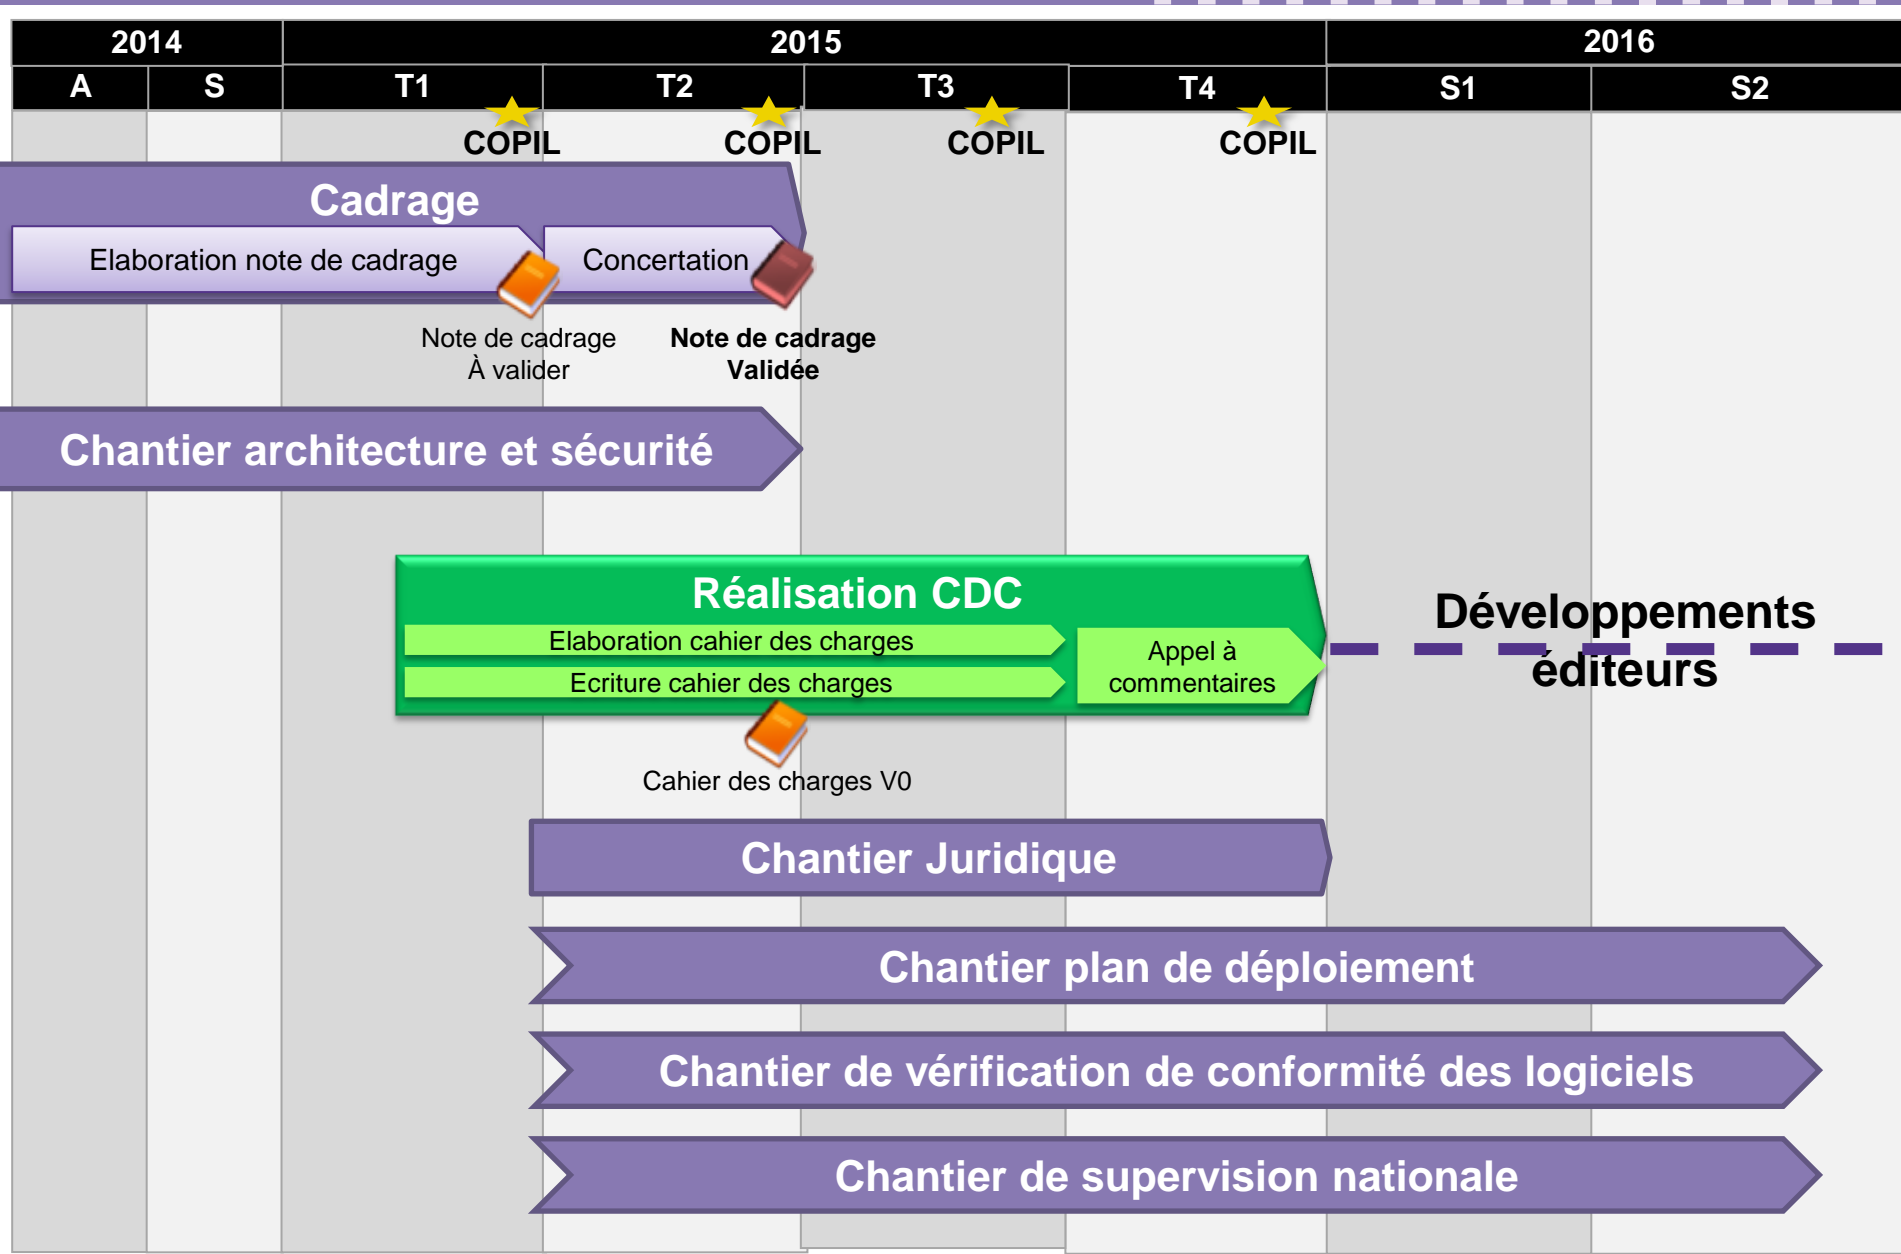 2014 2015 2016
A S T1 T2 T3 T4 S1 S2
COPIL COPIL COPIL COPIL
Cadrage
Elaboration note de cadrage
Concertation
Note de cadrage
À valider
Note de cadrage
Validée
Chantier architecture et sécurité
Réalisation CDC
Elaboration cahier des charges
Ecriture cahier des charges
Appel à
commentaires
Développements
éditeurs
Cahier des charges V0
Chantier Juridique
Chantier plan de déploiement
Chantier de vérification de conformité des logiciels
Chantier de supervision nationale